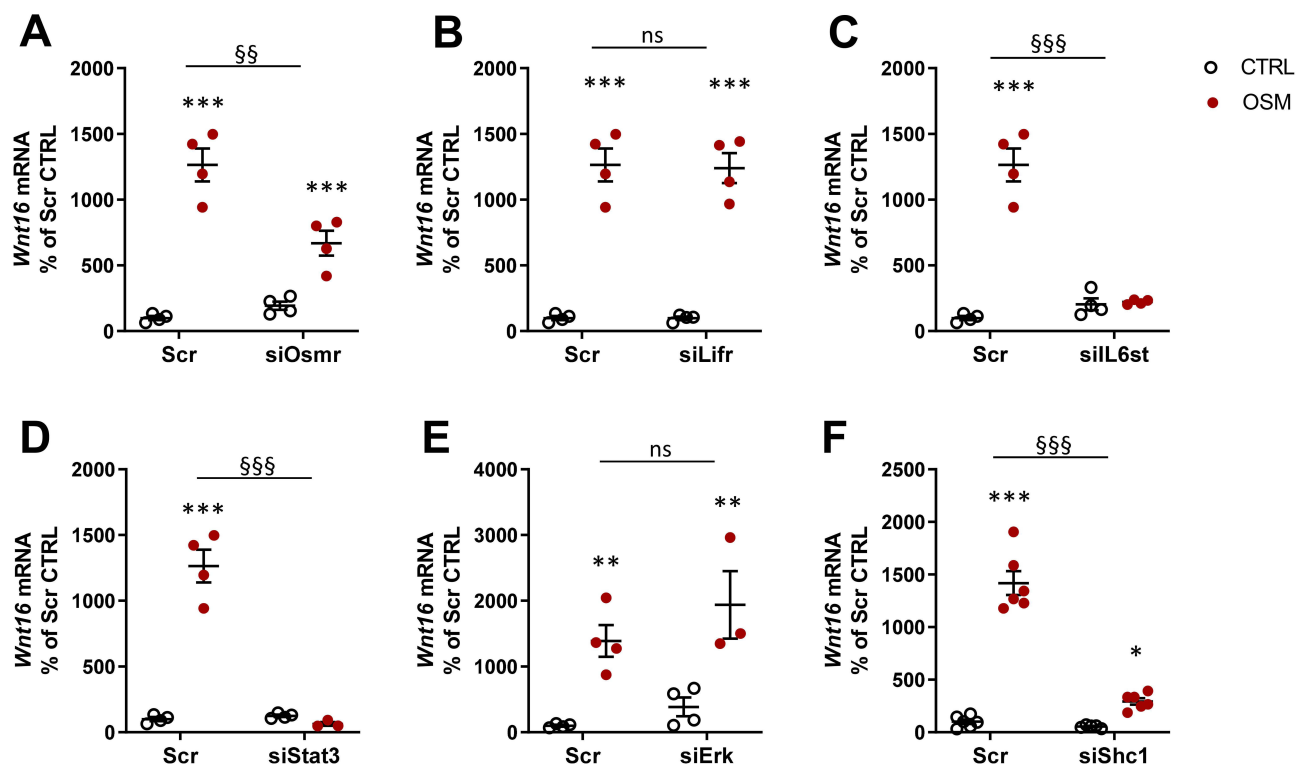 A
§§
Wnt16 mRNA
% of Scr CTRL
2000
1500
1000
500
0
***
***
Scr
siOsmr
B
ns
Wnt16 mRNA
% of Scr CTRL
2000
1500
1000
500
0
***
***
Scr
siLifr
C
§§§
Wnt16 mRNA
% of Scr CTRL
2000
1500
1000
500
0
***
Scr
siIL6st
CTRL
OSM
D
§§§
Wnt16 mRNA
% of Scr CTRL
2000
1500
1000
500
0
***
Scr
siStat3
E
ns
Wnt16 mRNA
% of Scr CTRL
4000
3000
2000
1000
0
**
**
Scr
siErk
F
§§§
Wnt16 mRNA
% of Scr CTRL
2500
2000
1500
1000
500
0
***
*
Scr
siShc1